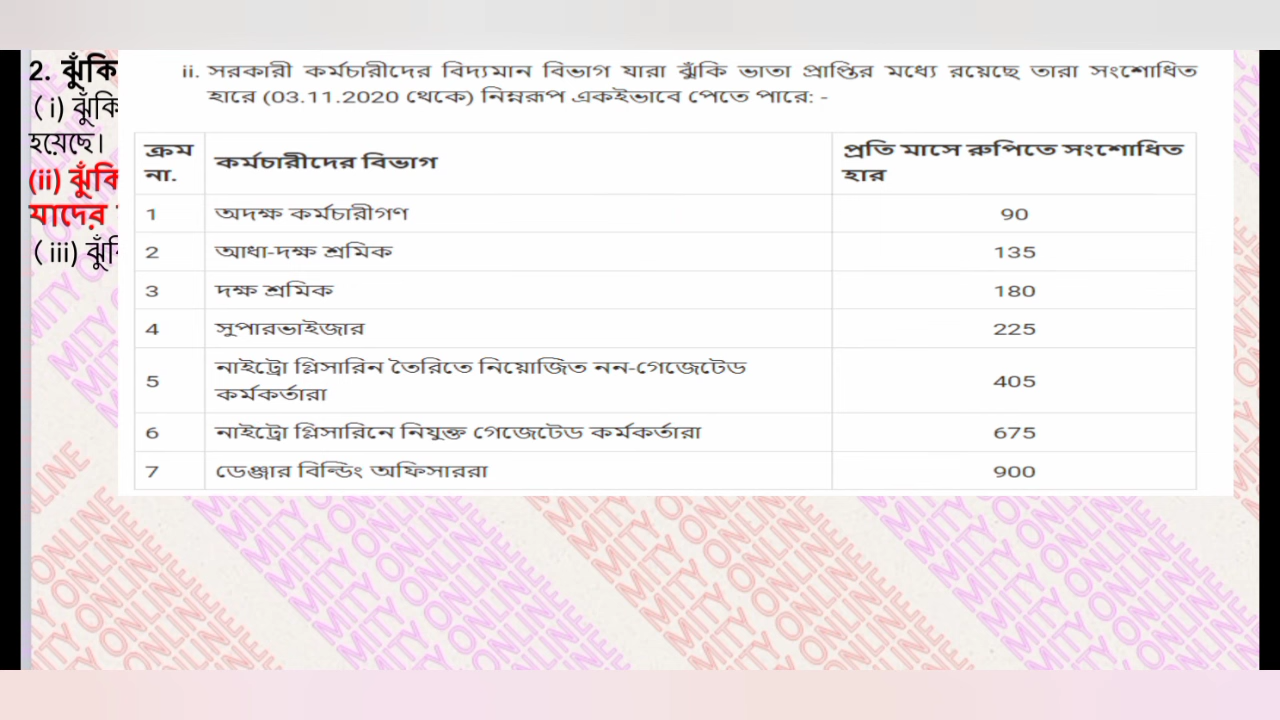 2. ঝুঁকি
(i) ঝুঁকি
হয়েছে।
(ii) ঝুঁকি
যাদের
(iii) ঝুঁকি
ii. সরকারী কর্মচারীদের বিদ্যমান বিভাগ যারা ঝুঁকি ভাতা প্রাপ্তির মধ্যে রয়েছে তারা সংশোধিত
হারে (03.11.2020 থেকে) নিম্নরূপ একইভাবে পেতে পারে: -
ক্রম না. কর্মচারীদের বিভাগ প্রতি মাসে রুপিতে সংশোধিত হার
1 অদক্ষ কর্মচারীগণ 90
2 আধা-দক্ষ শ্রমিক 135
3 দক্ষ শ্রমিক 180
4 সুপারভাইজার 225
5 নাইট্রো গ্লিসারিন তৈরিতে নিয়োজিত নন-গেজেটেড
কর্মকর্তারা 405
6 নাইট্রো গ্লিসারিনে নিযুক্ত গেজেটেড কর্মকর্তারা 675
7 ডেঞ্জার বিল্ডিং অফিসাররা 900
MITY ONLINE